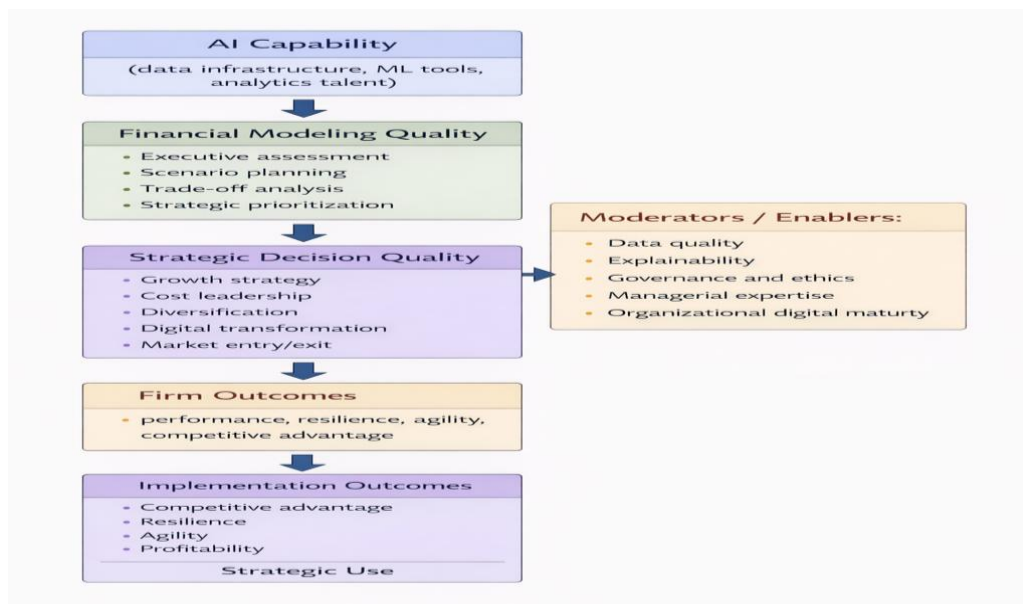 AI Capability
(data infrastructure, ML tools,
analytics talent)
Financial Modeling Quality
• Executive assessment
• Scenario planning
• Trade-off analysis
• Strategic prioritization
Strategic Decision Quality
• Growth strategy
• Cost leadership
• Diversification
• Digital transformation
• Market entry/exit
Moderators / Enablers:
• Data quality
• Explainability
• Governance and ethics
• Managerial expertise
• Organizational digital maturty
Firm Outcomes
• performance, resilience, agility,
competitive advantage
Implementation Outcomes
• Competitive advantage
• Resilience
• Agility
• Profitability
Strategic Use